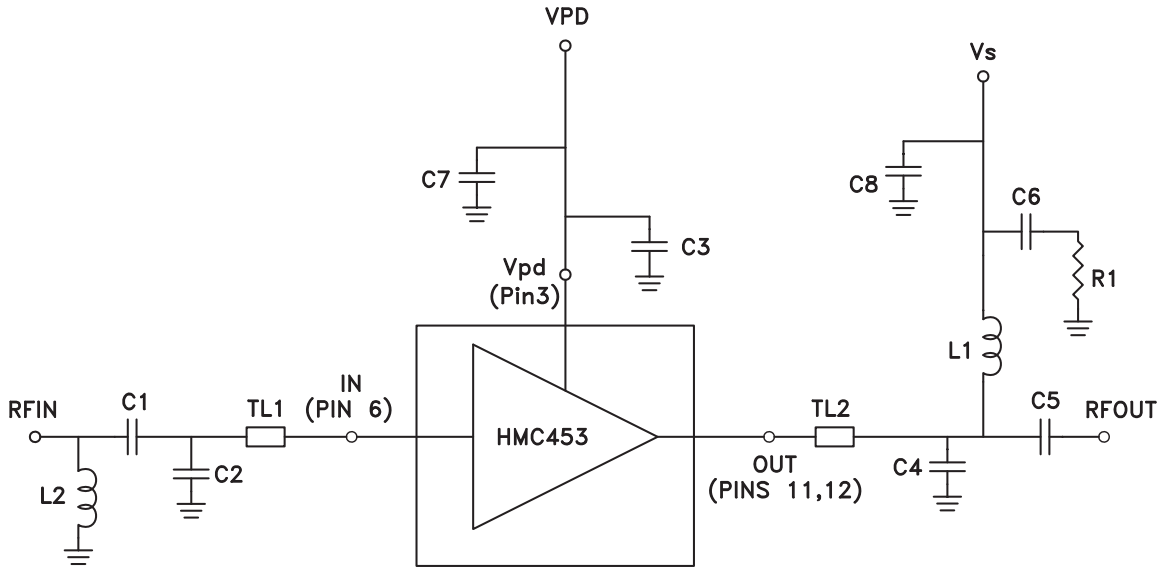 VPD
Vs
C7
C8
C6
C3
Vpd
(Pin3)
R1
L1
RFIN
C1
TL1
IN
(PIN 6)
HMC453
TL2
C5
RFOUT
L2
C2
OUT
(PINS 11,12)
C4